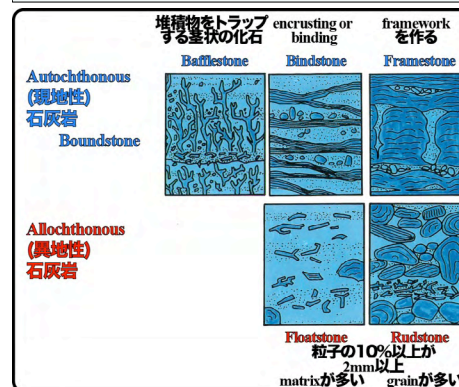 堆積物をトラップ
する茎状の化石
encrusting or
binding
framework
を作る
Bafflestone
Bindstone
Framestone
Autochthonous
(現地性)
石灰岩
Boundstone
Allochthonous
(異地性)
石灰岩
Floatstone
Rudstone
粒子の10%以上が
2mm以上
matrixが多い
grainが多い